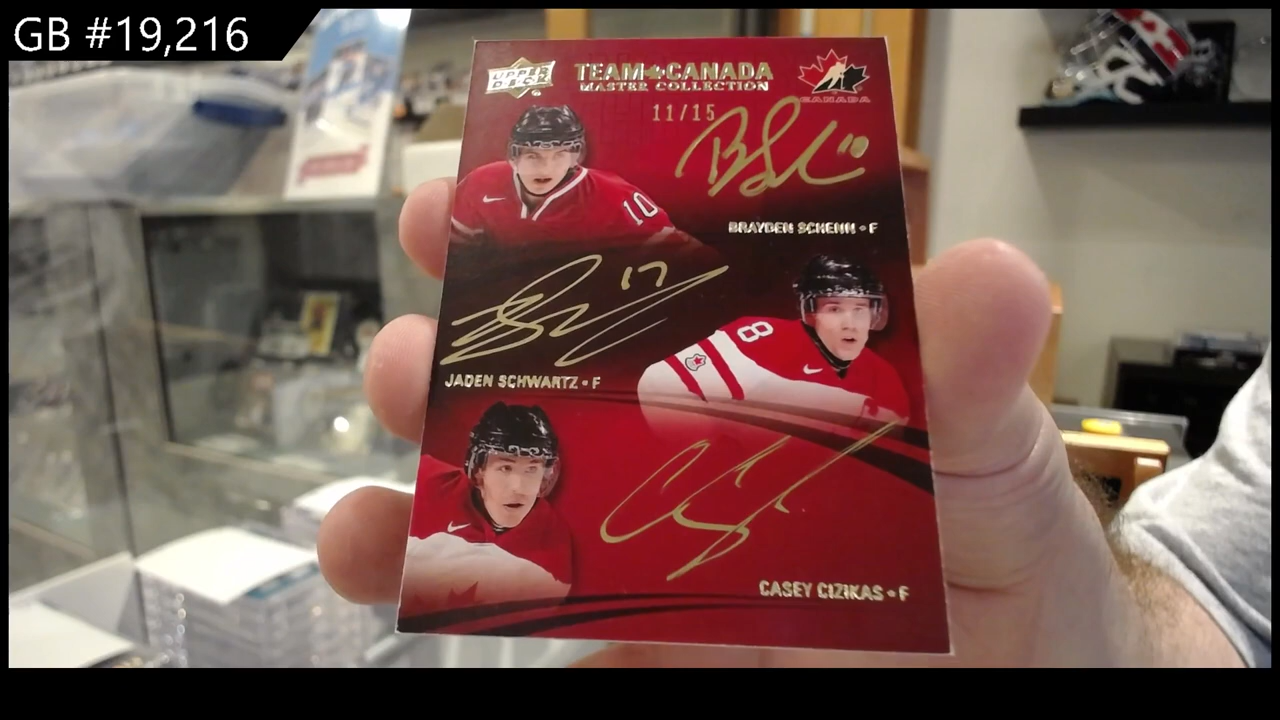 GB #19,216
UPPER DECK
TEAM CANADA
MASTER COLLECTION
CANADA
11/15
10
10
BRAYDEN SCHENN • F
17
8
JADEN SCHWARTZ • F
CASEY CIZIKAS • F